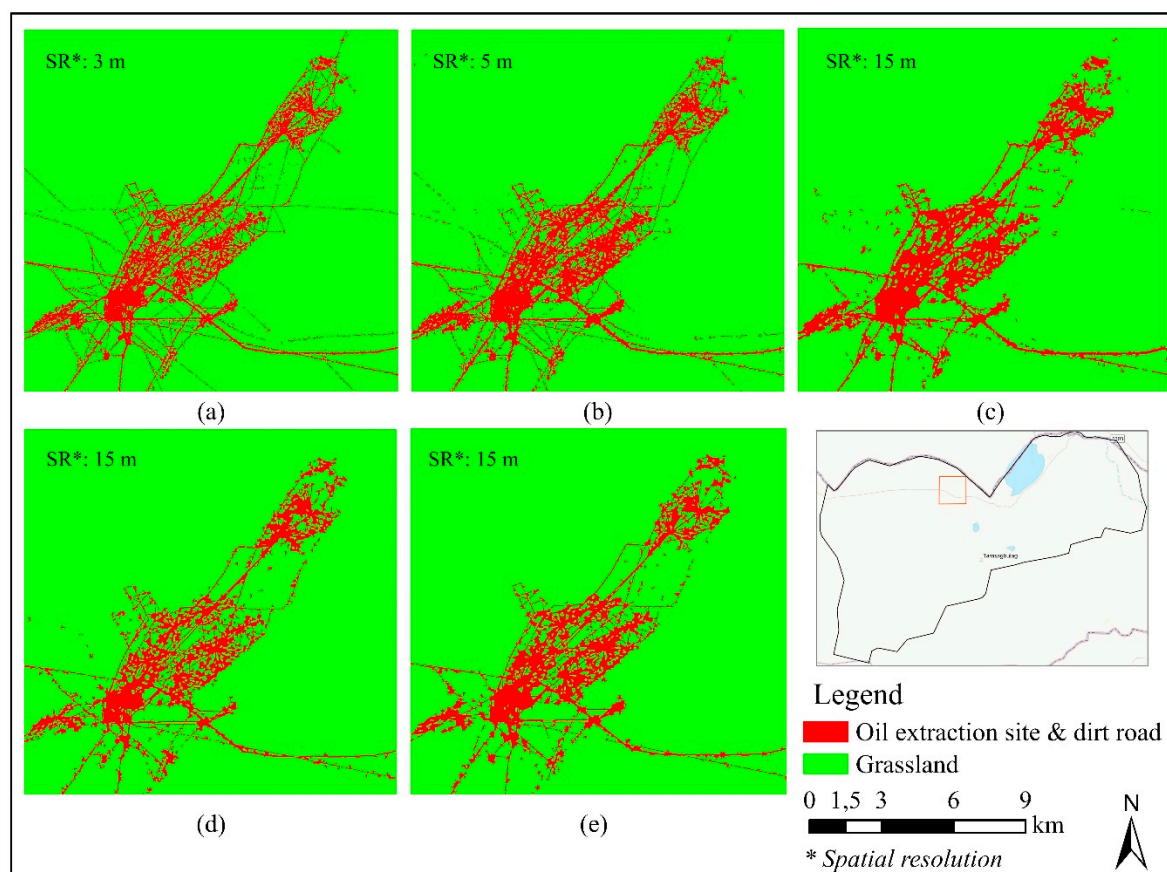 SR*: 3 m
SR*: 5 m
SR*: 15 m
(a)
(b)
(c)
SR*: 15 m
SR*: 15 m
(d)
(e)
Legend
Oil extraction site & dirt road
Grassland
0 1,5 3 6 9
km
N
* Spatial resolution